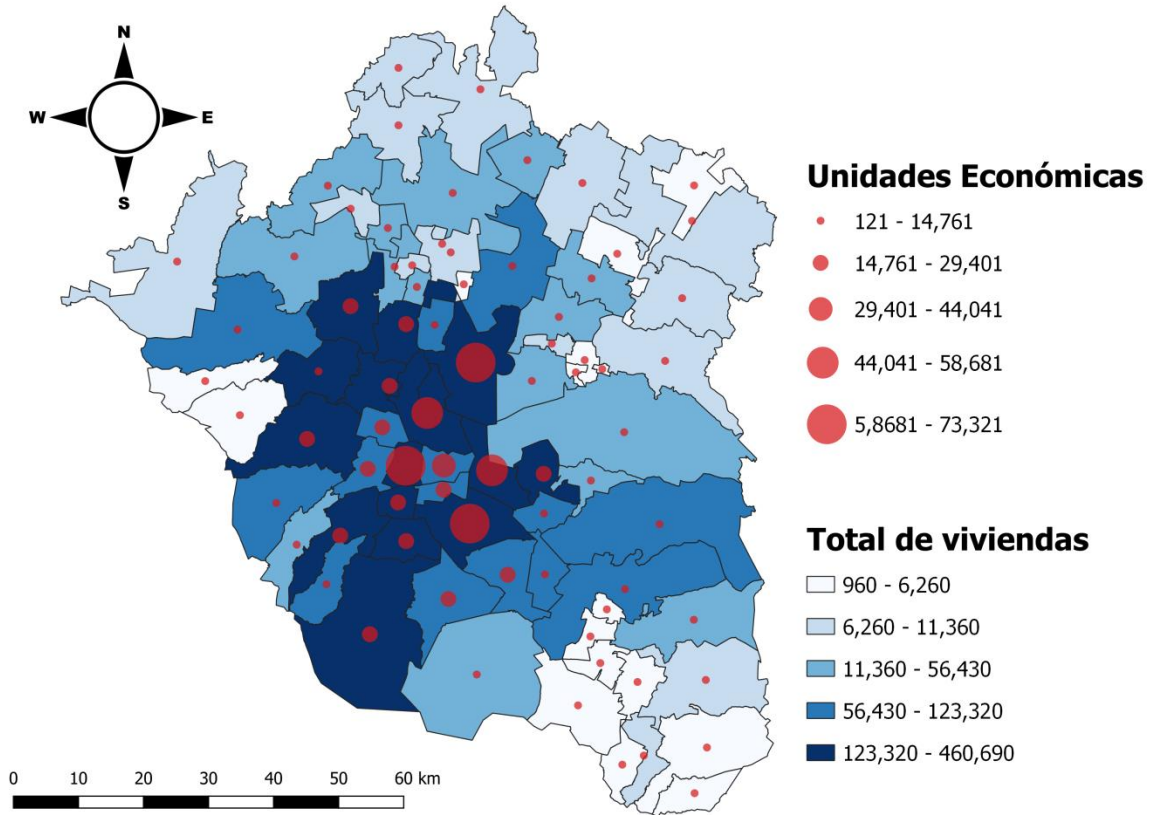 N
W E
S
Unidades Económicas
121 - 14,761
14,761 - 29,401
29,401 - 44,041
44,041 - 58,681
5,8681 - 73,321
Total de viviendas
960 - 6,260
6,260 - 11,360
11,360 - 56,430
56,430 - 123,320
123,320 - 460,690
0 10 20 30 40 50 60 km